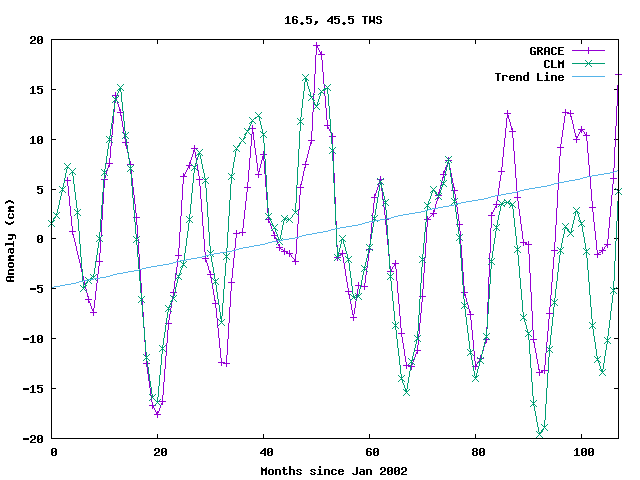 16.5, 45.5 TWS
GRACE
CLM
Trend Line
20
15
10
5
0
-5
-10
-15
-20
Anomaly (cm)
0 20 40 60 80 100
Months since Jan 2002